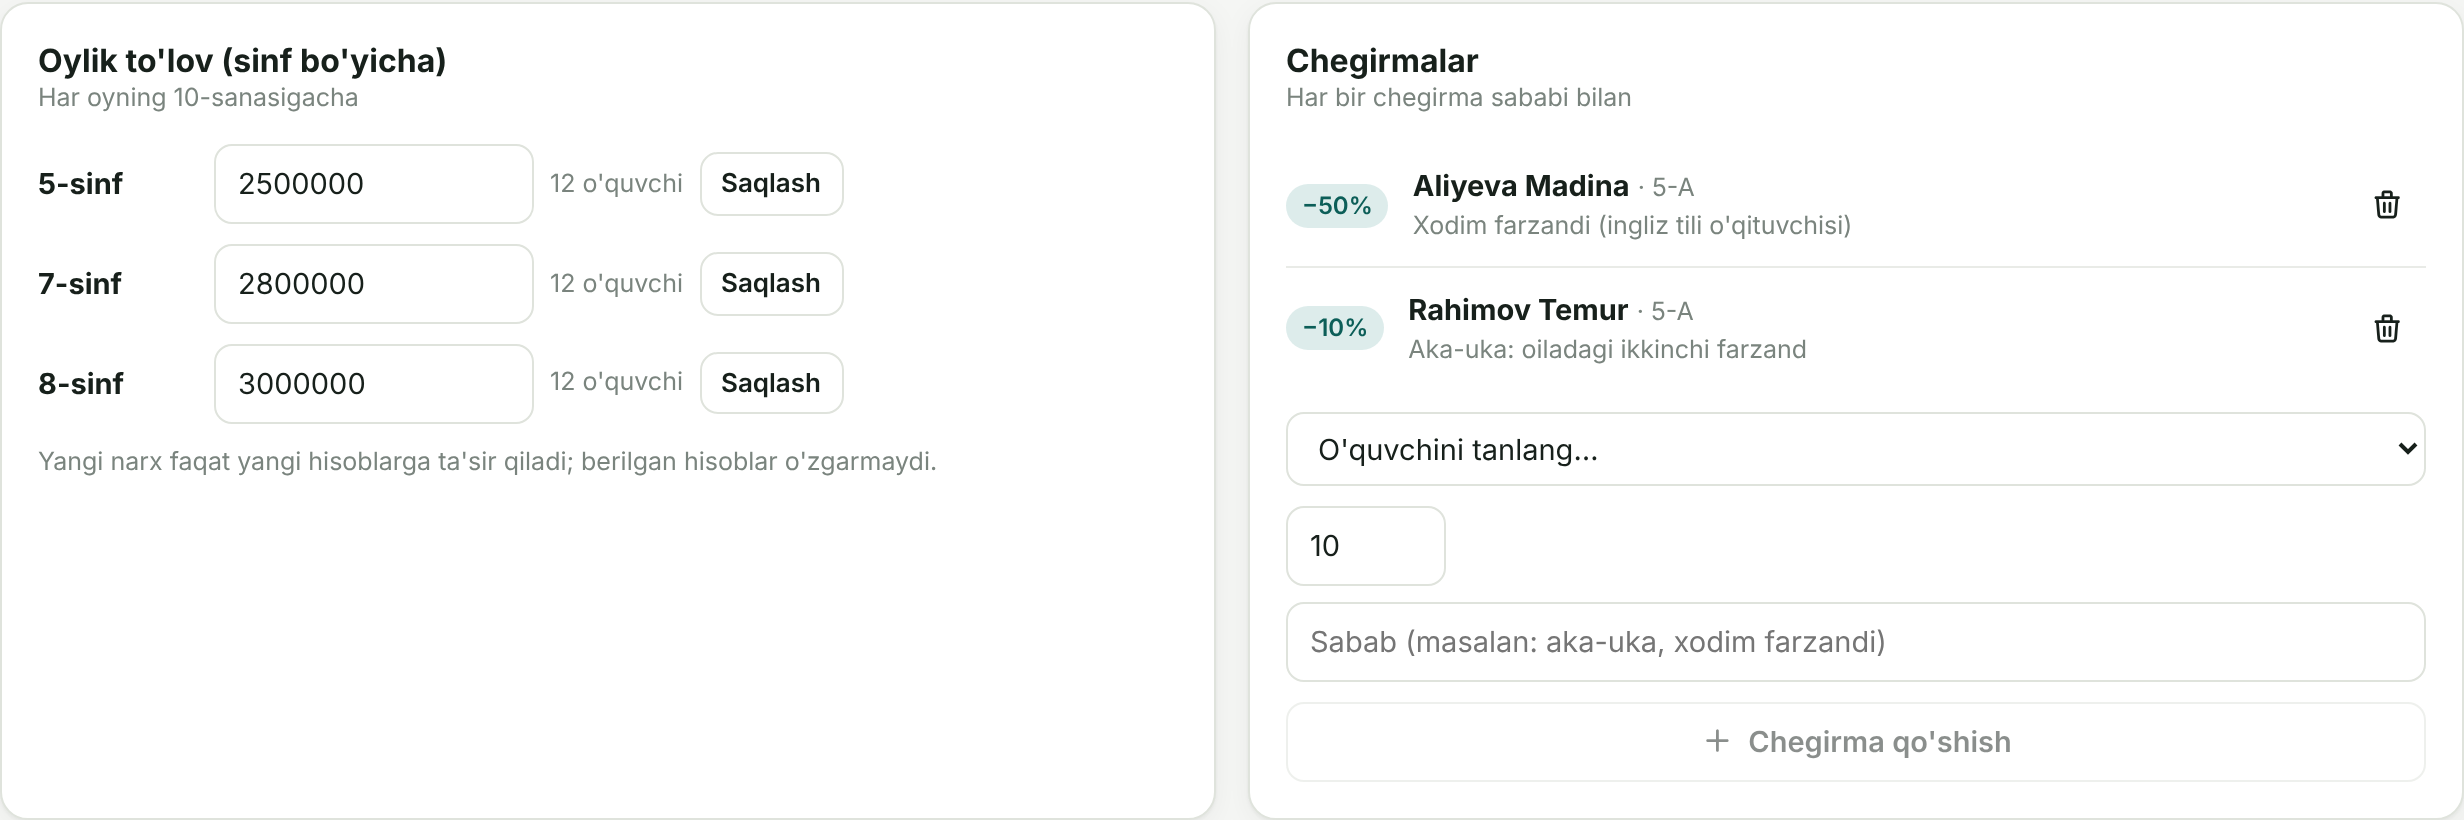 Oylik to'lov (sinf bo'yicha)
Har oyning 10-sanasigacha
5-sinf 2500000 12 o'quvchi Saqlash
7-sinf 2800000 12 o'quvchi Saqlash
8-sinf 3000000 12 o'quvchi Saqlash
Yangi narx faqat yangi hisoblarga ta'sir qiladi; berilgan hisoblar o'zgarmaydi.
Chegirmalar
Har bir chegirma sababi bilan
−50% Aliyeva Madina · 5-A
Xodim farzandi (ingliz tili o'qituvchisi)
−10% Rahimov Temur · 5-A
Aka-uka: oiladagi ikkinchi farzand
O'quvchini tanlang...
10
Sabab (masalan: aka-uka, xodim farzandi)
+ Chegirma qo'shish